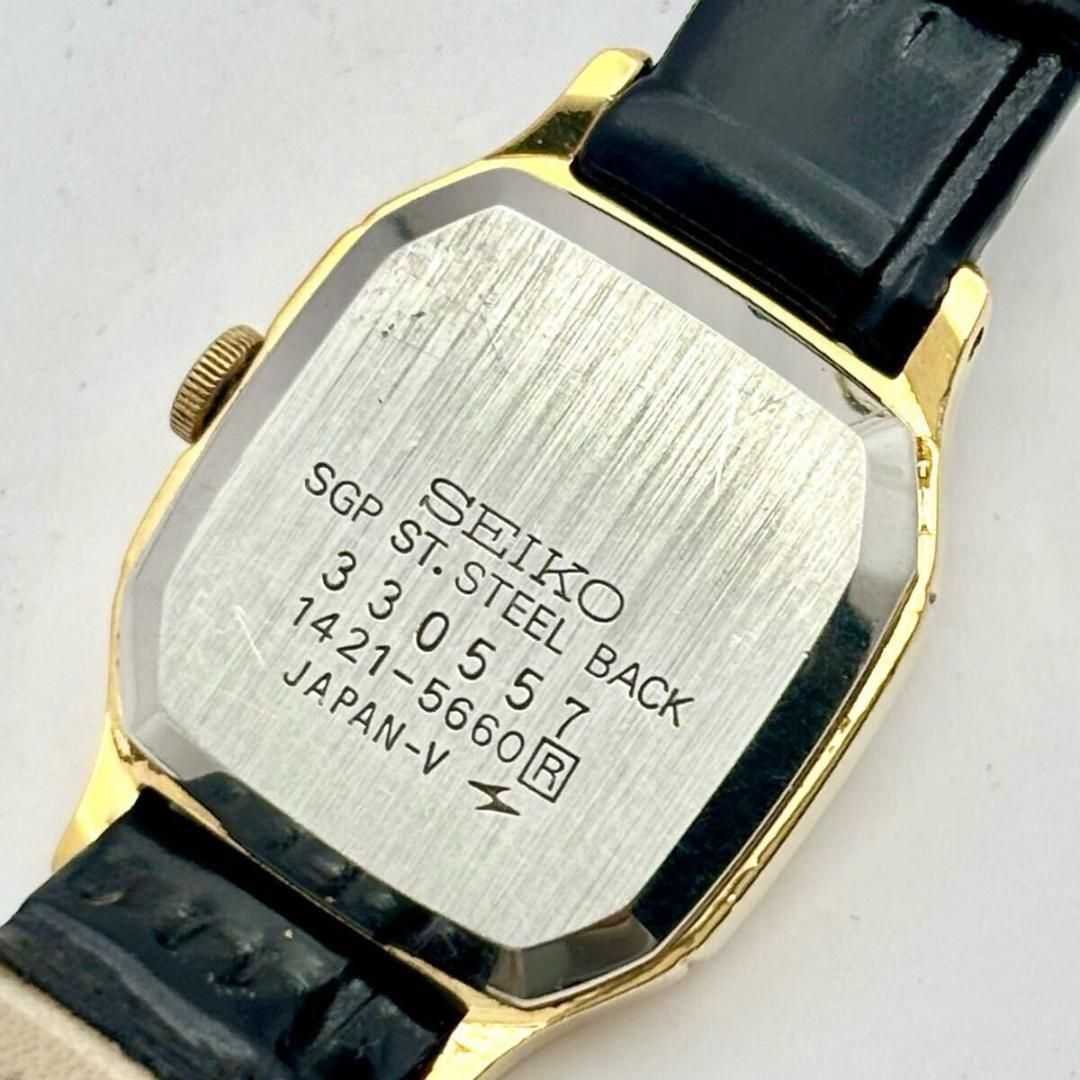 SEIKO
SGP ST. STEEL BACK
330557
1421-5660 R
JAPAN-V